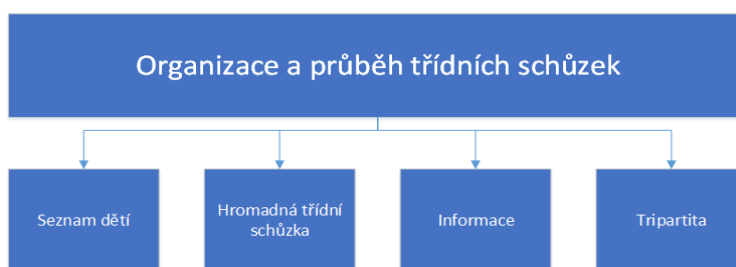 Organizace a průběh třídních schůzek
Seznam dětí
Hromadná třídní
schůzka
Informace
Tripartita